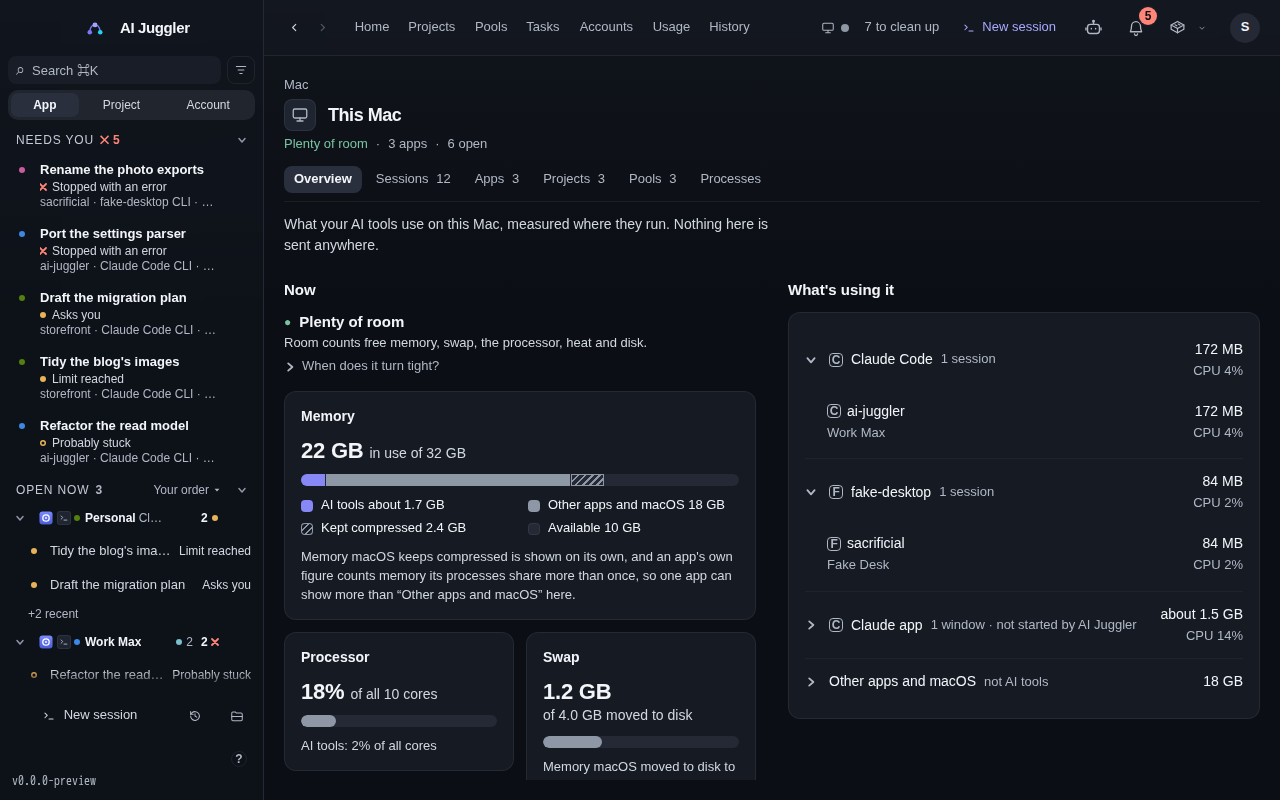 AI Juggler
Search ⌘K
App Project Account
NEEDS YOU 5
Rename the photo exports
Stopped with an error
sacrificial · fake-desktop CLI · …
Port the settings parser
Stopped with an error
ai-juggler · Claude Code CLI · …
Draft the migration plan
Asks you
storefront · Claude Code CLI · …
Tidy the blog's images
Limit reached
storefront · Claude Code CLI · …
Refactor the read model
Probably stuck
ai-juggler · Claude Code CLI · …
OPEN NOW 3 Your order
Personal Cl… 2
Tidy the blog's ima… Limit reached
Draft the migration plan Asks you
+2 recent
Work Max 2 2
Refactor the read… Probably stuck
New session
?
v0.0.0-preview
Home Projects Pools Tasks Accounts Usage History 7 to clean up New session 5 S
Mac
This Mac
Plenty of room · 3 apps · 6 open
Overview Sessions 12 Apps 3 Projects 3 Pools 3 Processes
What your AI tools use on this Mac, measured where they run. Nothing here is
sent anywhere.
Now
Plenty of room
Room counts free memory, swap, the processor, heat and disk.
When does it turn tight?
Memory
22 GB in use of 32 GB
AI tools about 1.7 GB Other apps and macOS 18 GB
Kept compressed 2.4 GB Available 10 GB
Memory macOS keeps compressed is shown on its own, and an app's own
figure counts memory its processes share more than once, so one app can
show more than “Other apps and macOS” here.
Processor
18% of all 10 cores
AI tools: 2% of all cores
Swap
1.2 GB
of 4.0 GB moved to disk
Memory macOS moved to disk to
What's using it
C Claude Code 1 session 172 MB
CPU 4%
C ai-juggler 172 MB
Work Max CPU 4%
F fake-desktop 1 session 84 MB
CPU 2%
F sacrificial 84 MB
Fake Desk CPU 2%
C Claude app 1 window · not started by AI Juggler about 1.5 GB
CPU 14%
Other apps and macOS not AI tools 18 GB